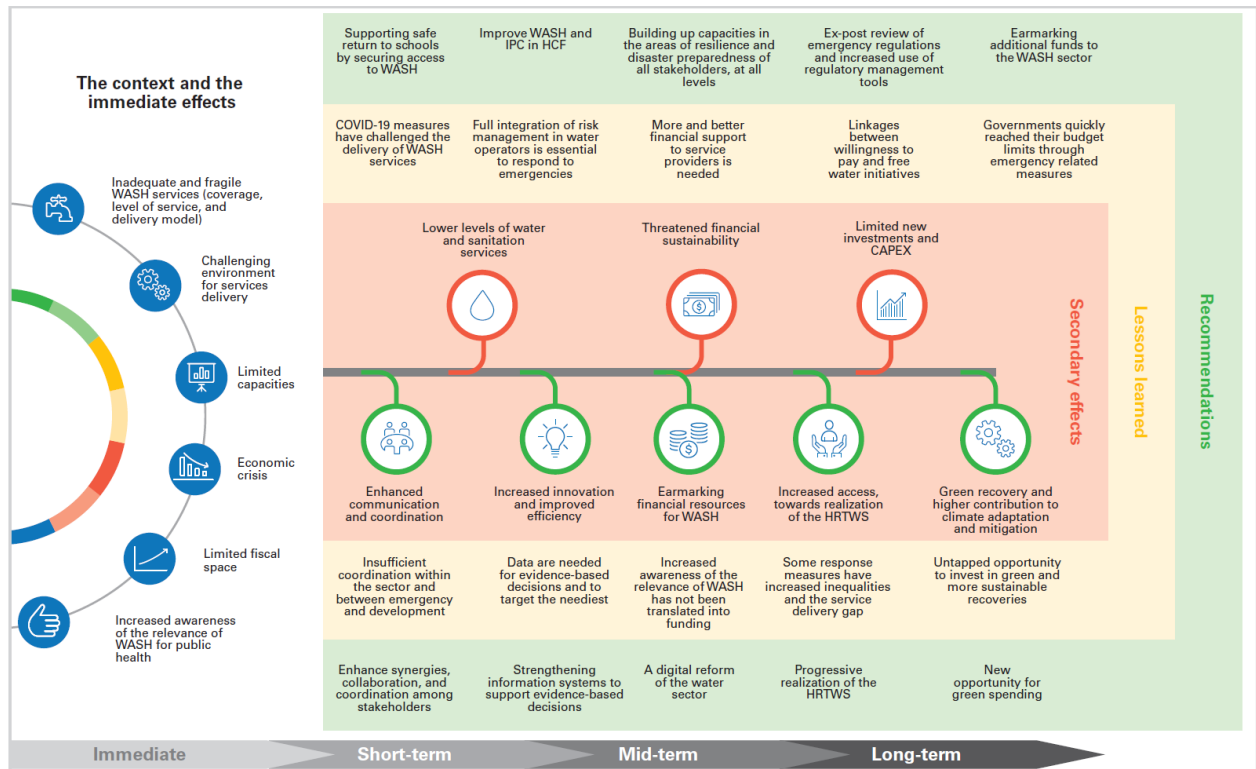 The context and the
immediate effects
Inadequate and fragile
WASH services (coverage,
level of service, and
delivery model)
Challenging
environment
for services
delivery
Limited
capacities
Economic
crisis
Limited fiscal
space
Increased awareness
of the relevance of
WASH for public
health
Supporting safe
return to schools
by securing access
to WASH
Improve WASH and
IPC in HCF
Building up capacities in
the areas of resilience and
disaster preparedness of
all stakeholders, at all
levels
Ex-post review of
emergency regulations
and increased use of
regulatory management
tools
Earmarking
additional funds to
the WASH sector
COVID-19 measures
have challenged the
delivery of WASH
services
Full integration of risk
management in water
operators is essential
to respond to
emergencies
More and better
financial support
to service
providers is
needed
Linkages
between
willingness to
pay and free
water initiatives
Governments quickly
reached their budget
limits through
emergency related
measures
Lower levels of water
and sanitation
services
Threatened financial
sustainability
Limited new
investments and
CAPEX
Enhanced
communication
and coordination
Increased innovation
and improved
efficiency
Earmarking
financial resources
for WASH
Increased access,
towards realization
of the HRTWS
Green recovery and
higher contribution to
climate adaptation
and mitigation
Insufficient
coordination within
the sector and
between emergency
and development
Data are needed
for evidence-based
decisions and to
target the neediest
Increased
awareness of the
relevance of WASH
has not been
translated into
funding
Some response
measures have
increased inequalities
and the service
delivery gap
Untapped opportunity
to invest in green and
more sustainable
recoveries
Enhance synergies,
collaboration, and
coordination among
stakeholders
Strengthening
information systems to
support evidence-based
decisions
A digital reform
of the water
sector
Progressive
realization of the
HRTWS
New
opportunity for
green spending
Secondary effects
Lessons learned
Recommendations
Immediate
Short-term
Mid-term
Long-term